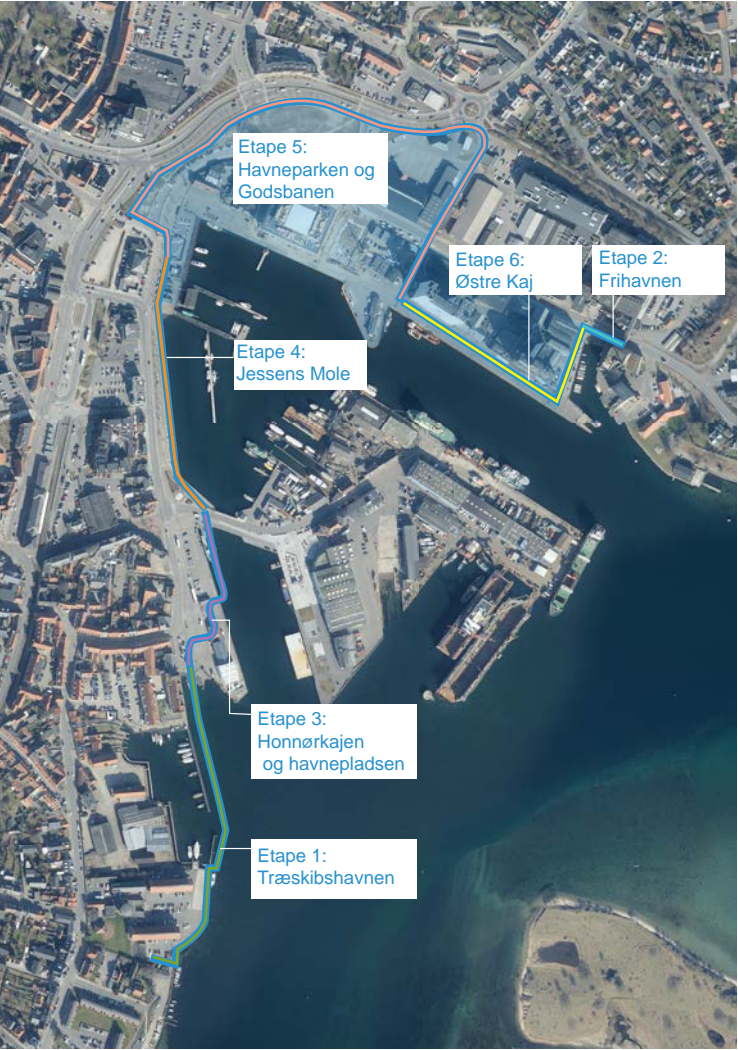 Etape 5:
Havneparken og
Godsbanen
Etape 6:
Østre Kaj
Etape 2:
Frihavnen
Etape 4:
Jessens Mole
Etape 3:
Honnørkajen
og havnepladsen
Etape 1:
Træskibshavnen